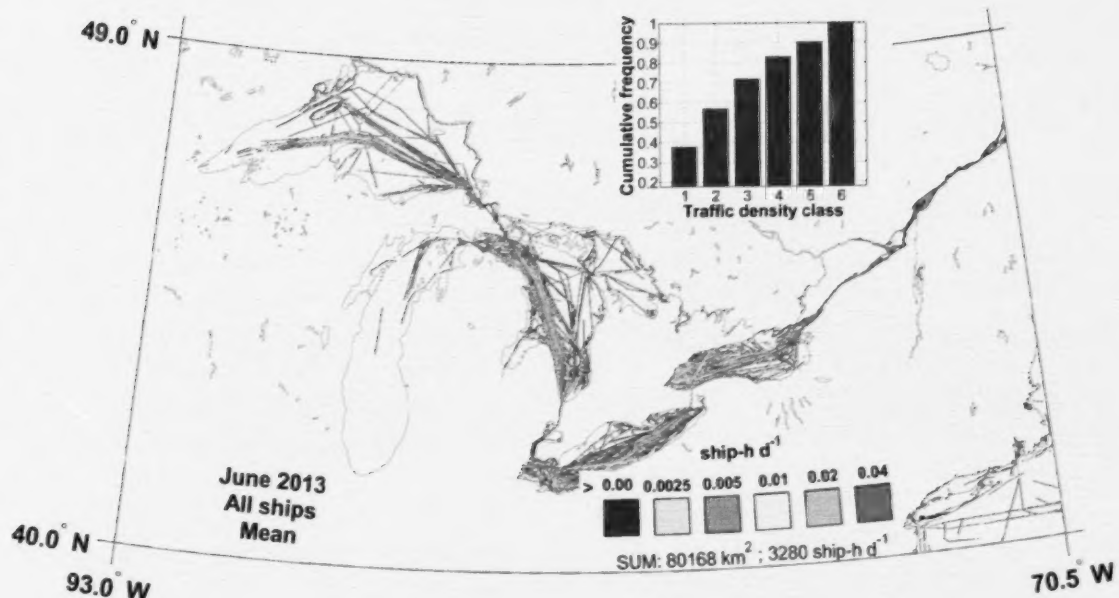 49.0° N
Cumulative frequency
1
0.9
0.8
0.7
0.6
0.5
0.4
0.3
0.2
1 2 3 4 5 6
Traffic density class
June 2013
All ships
Mean
ship-h d⁻¹
> 0.00 0.0025 0.005 0.01 0.02 0.04
SUM: 80168 km² ; 3280 ship-h d⁻¹
40.0° N
93.0° W
70.5° W